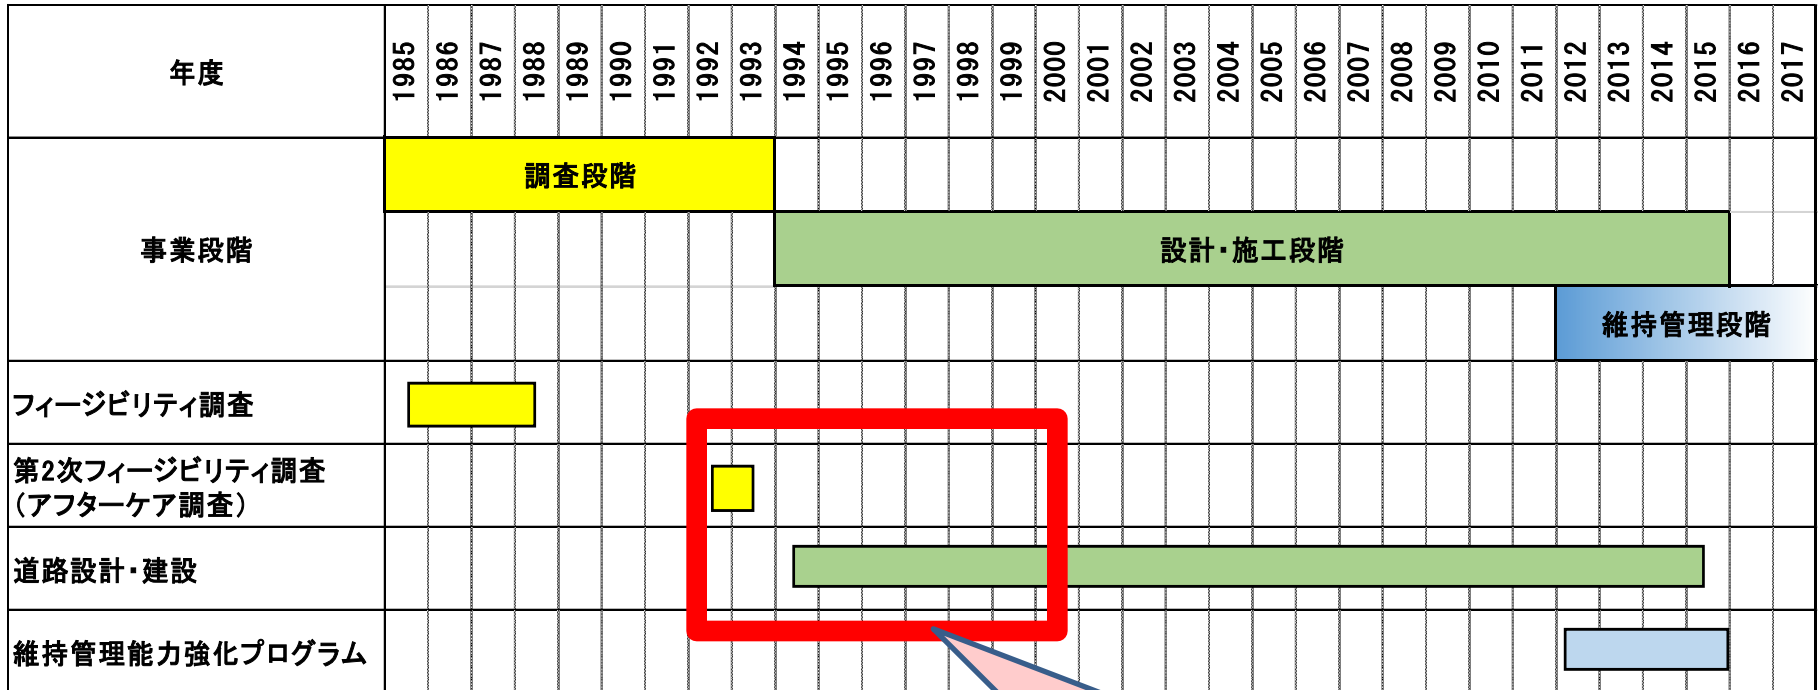 年度
1985 1986 1987 1988 1989 1990 1991 1992 1993 1994 1995 1996 1997 1998 1999 2000 2001 2002 2003 2004 2005 2006 2007 2008 2009 2010 2011 2012 2013 2014 2015 2016 2017
事業段階
調査段階
設計・施工段階
維持管理段階
フィージビリティ調査
第2次フィージビリティ調査
（アフターケア調査）
道路設計・建設
維持管理能力強化プログラム